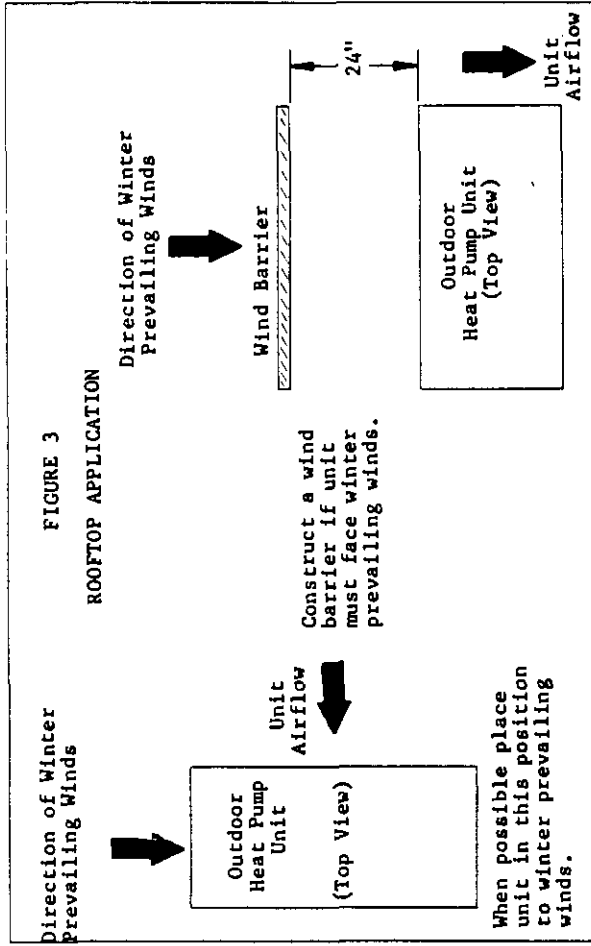 FIGURE 3
ROOFTOP APPLICATION
Direction of Winter
Prevailing Winds
Outdoor
Heat Pump
Unit
(Top View)
Unit
Airflow
When possible place
unit in this position
to winter prevailing
winds.
Construct a wind
barrier if unit
must face winter
prevailing winds.
Direction of Winter
Prevailing Winds
Wind Barrier
24"
Outdoor
Heat Pump Unit
(Top View)
Unit
Airflow